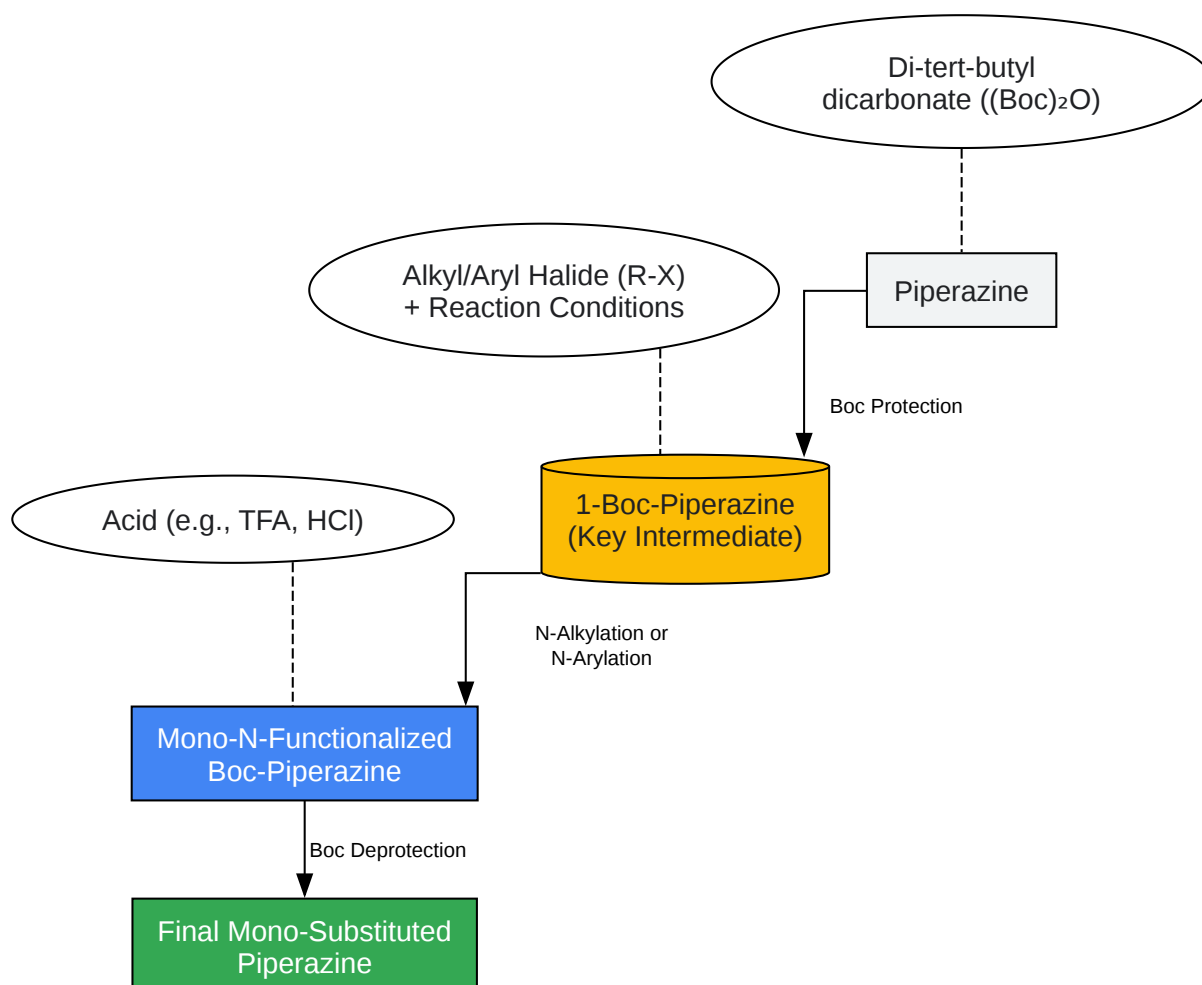 Di-tert-butyl
dicarbonate ((Boc)₂O)
Alkyl/Aryl Halide (R-X)
+ Reaction Conditions
Piperazine
Boc Protection
1-Boc-Piperazine
(Key Intermediate)
Acid (e.g., TFA, HCl)
N-Alkylation or
N-Arylation
Mono-N-Functionalized
Boc-Piperazine
Boc Deprotection
Final Mono-Substituted
Piperazine